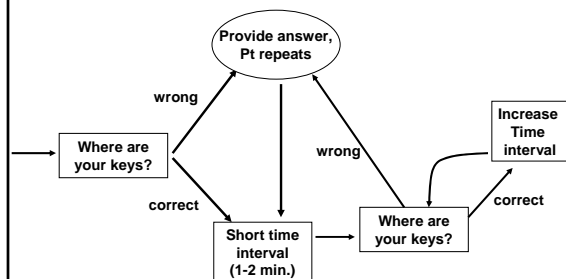 Provide answer,
Pt repeats
wrong
Where are
your keys?
correct
Short time
interval
(1-2 min.)
wrong
Where are
your keys?
correct
Increase
Time
interval